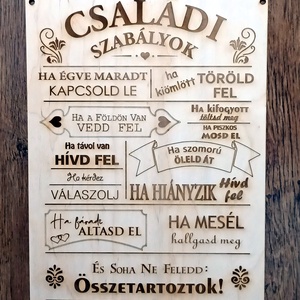 CSALÁDI
SZABÁLYOK
HA ÉGVE MARADT
KAPCSOLD LE
ha
kiömlött
TÖRÖLD
FEL
HA A FÖLDÖN VAN
VEDD FEL
HA KIFOGYOTT
töltsd meg
HA PISZKOS
MOSD EL
Ha távol van
HÍVD FEL
Ha kérdez
VÁLASZOLJ
Ha szomorú
ÖLELD ÁT
HA HIÁNYZIK
Hívd
fel
Ha fáradt
ALTASD EL
HA MESÉL
hallgasd meg
ÉS SOHA NE FELEDD:
ÖSSZETARTOZTOK!